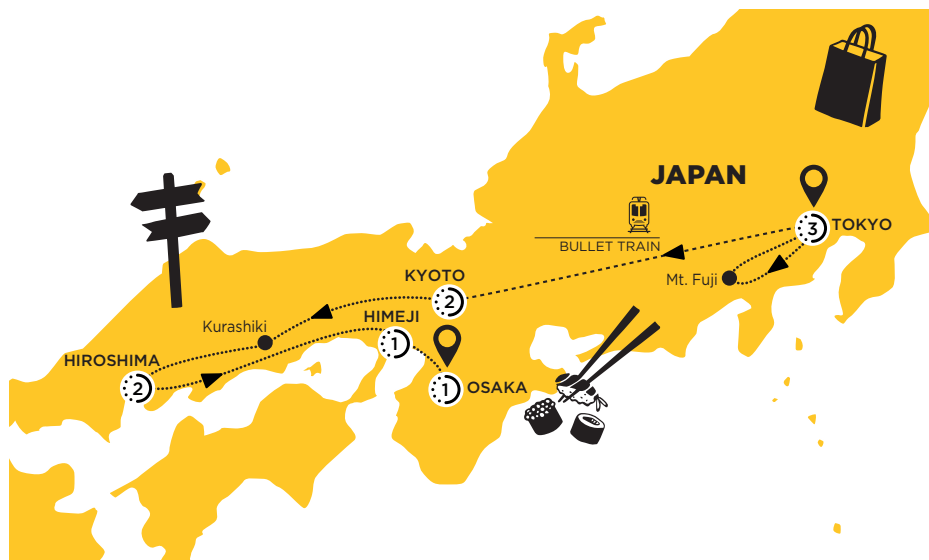 JAPAN
3
TOKYO
BULLET TRAIN
Mt. Fuji
KYOTO
2
HIMEJI
1
Kurashiki
HIROSHIMA
2
1
OSAKA